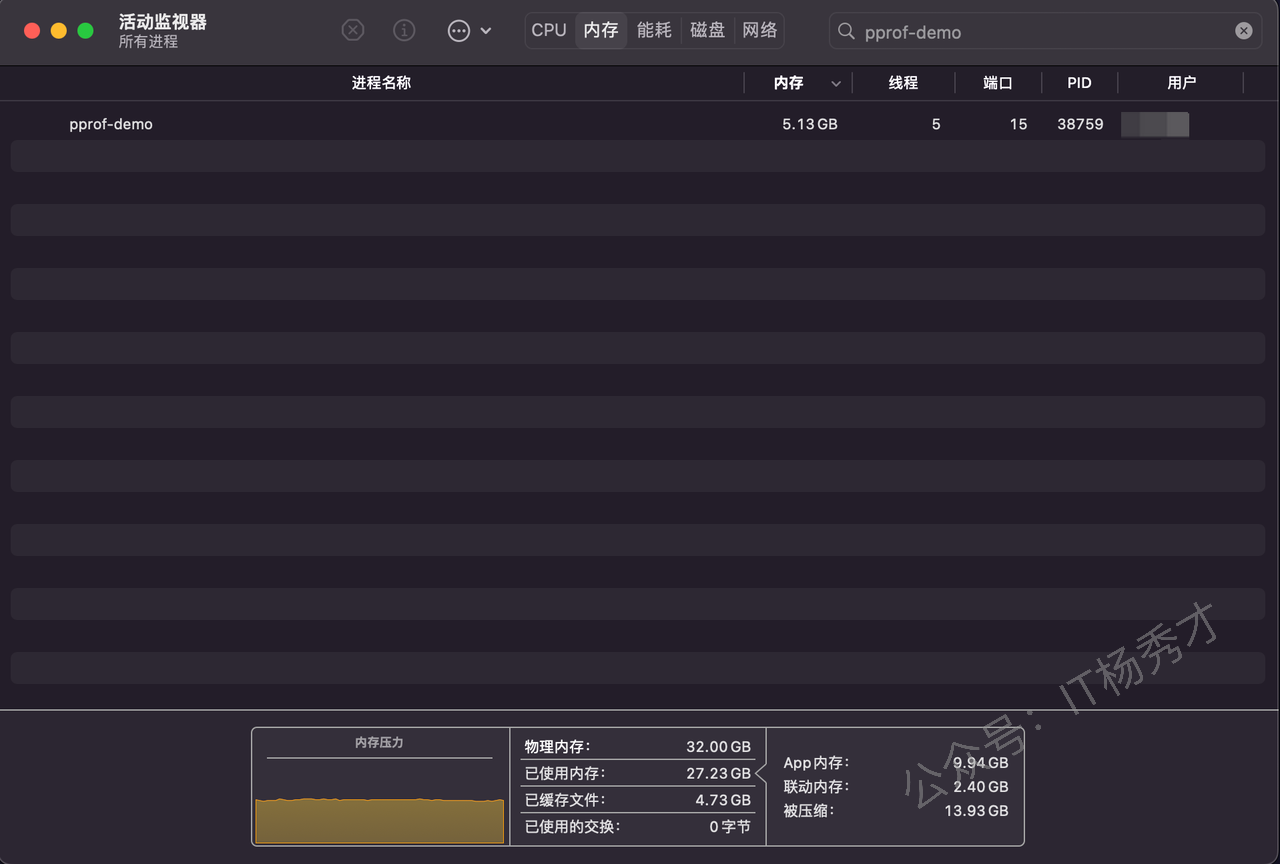 活动监视器
所有进程
CPU 内存 能耗 磁盘 网络
pprof-demo
进程名称 内存 线程 端口 PID 用户
pprof-demo 5.13 GB 5 15 38759
内存压力
物理内存: 32.00 GB
已使用内存: 27.23 GB
已缓存文件: 4.73 GB
已使用的交换: 0 字节
App 内存: 9.94 GB
联动内存: 2.40 GB
被压缩: 13.93 GB
公众号: IT杨秀才